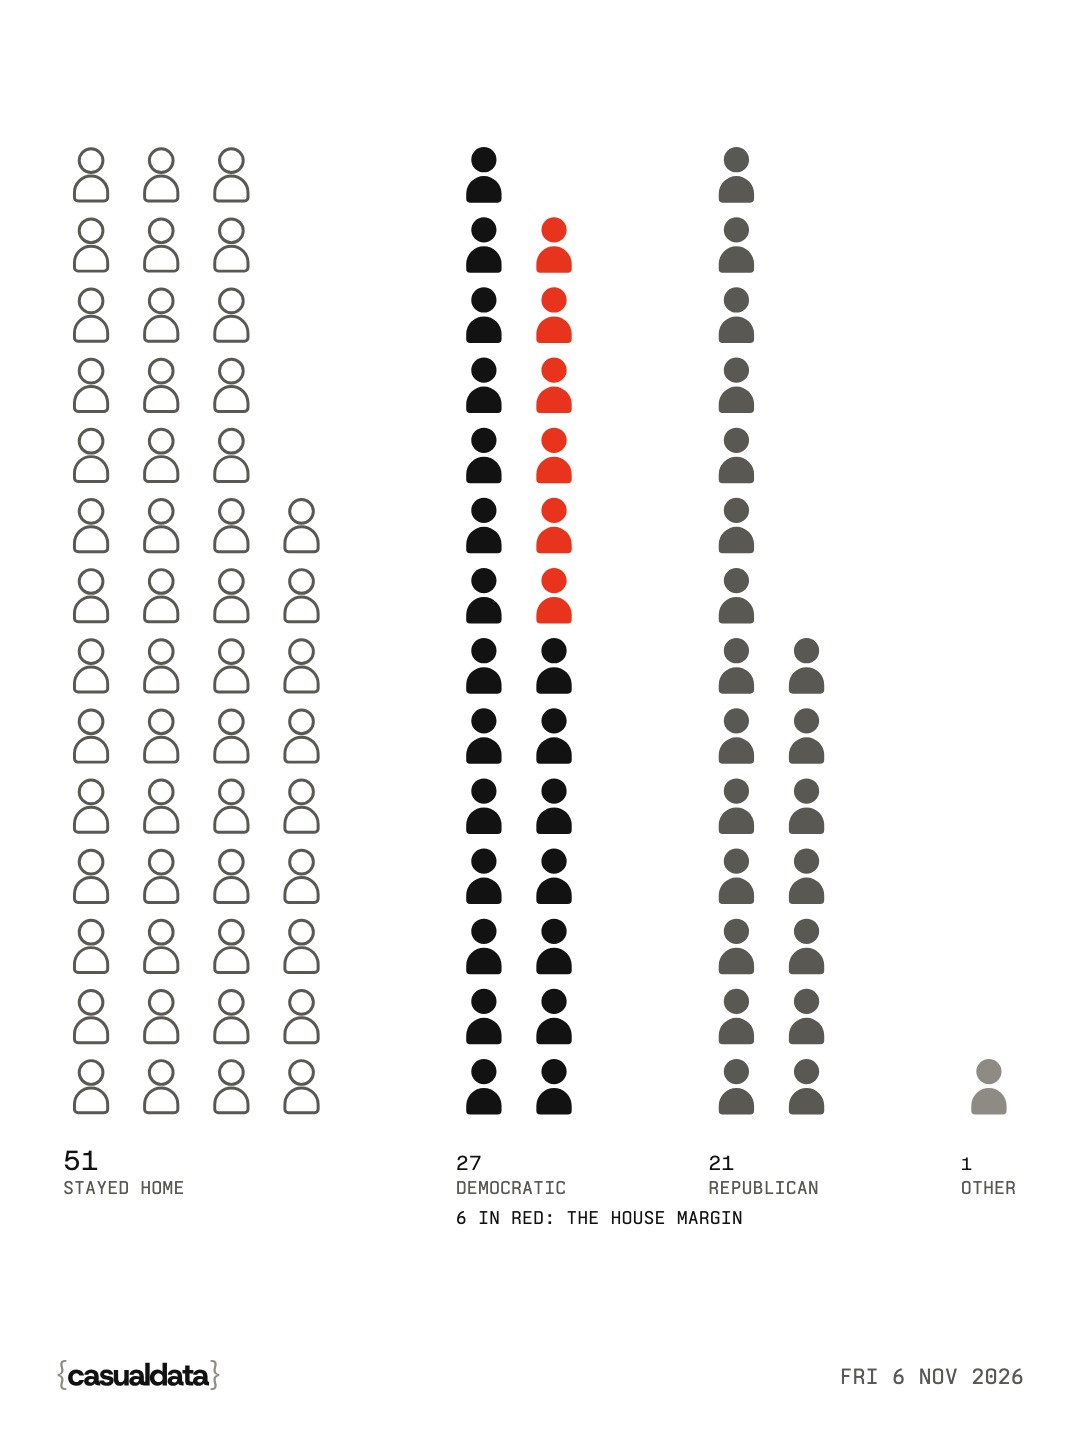 51
STAYED HOME
27
DEMOCRATIC
6 IN RED: THE HOUSE MARGIN
21
REPUBLICAN
1
OTHER
{casualdata}
FRI 6 NOV 2026